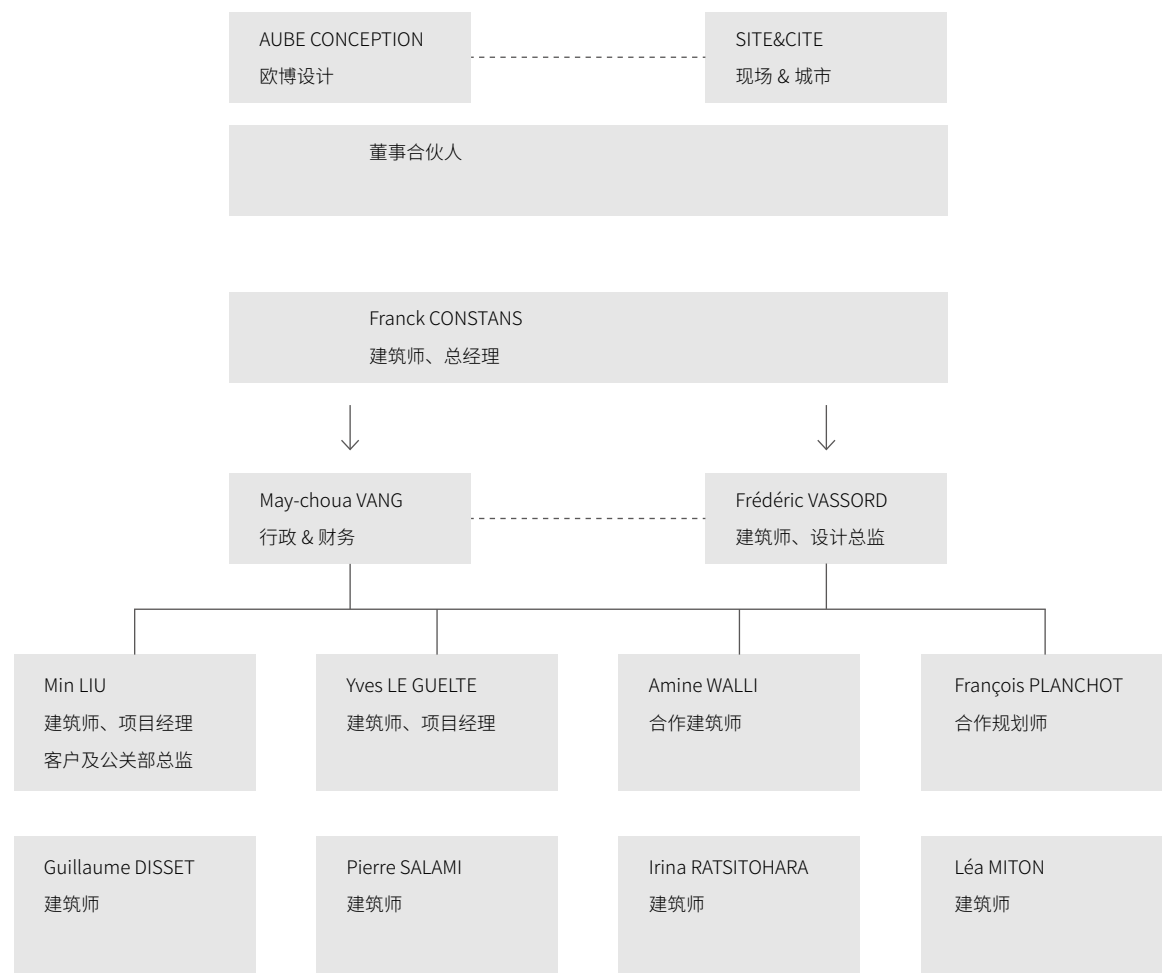 AUBE CONCEPTION
欧博设计
SITE&CITE
现场 & 城市
董事合伙人
Franck CONSTANS
建筑师、总经理
May-choua VANG
行政 & 财务
Frédéric VASSORD
建筑师、设计总监
Min LIU
建筑师、项目经理
客户及公关部总监
Yves LE GUELTE
建筑师、项目经理
Amine WALLI
合作建筑师
François PLANCHOT
合作规划师
Guillaume DISSET
建筑师
Pierre SALAMI
建筑师
Irina RATSITOHARA
建筑师
Léa MITON
建筑师